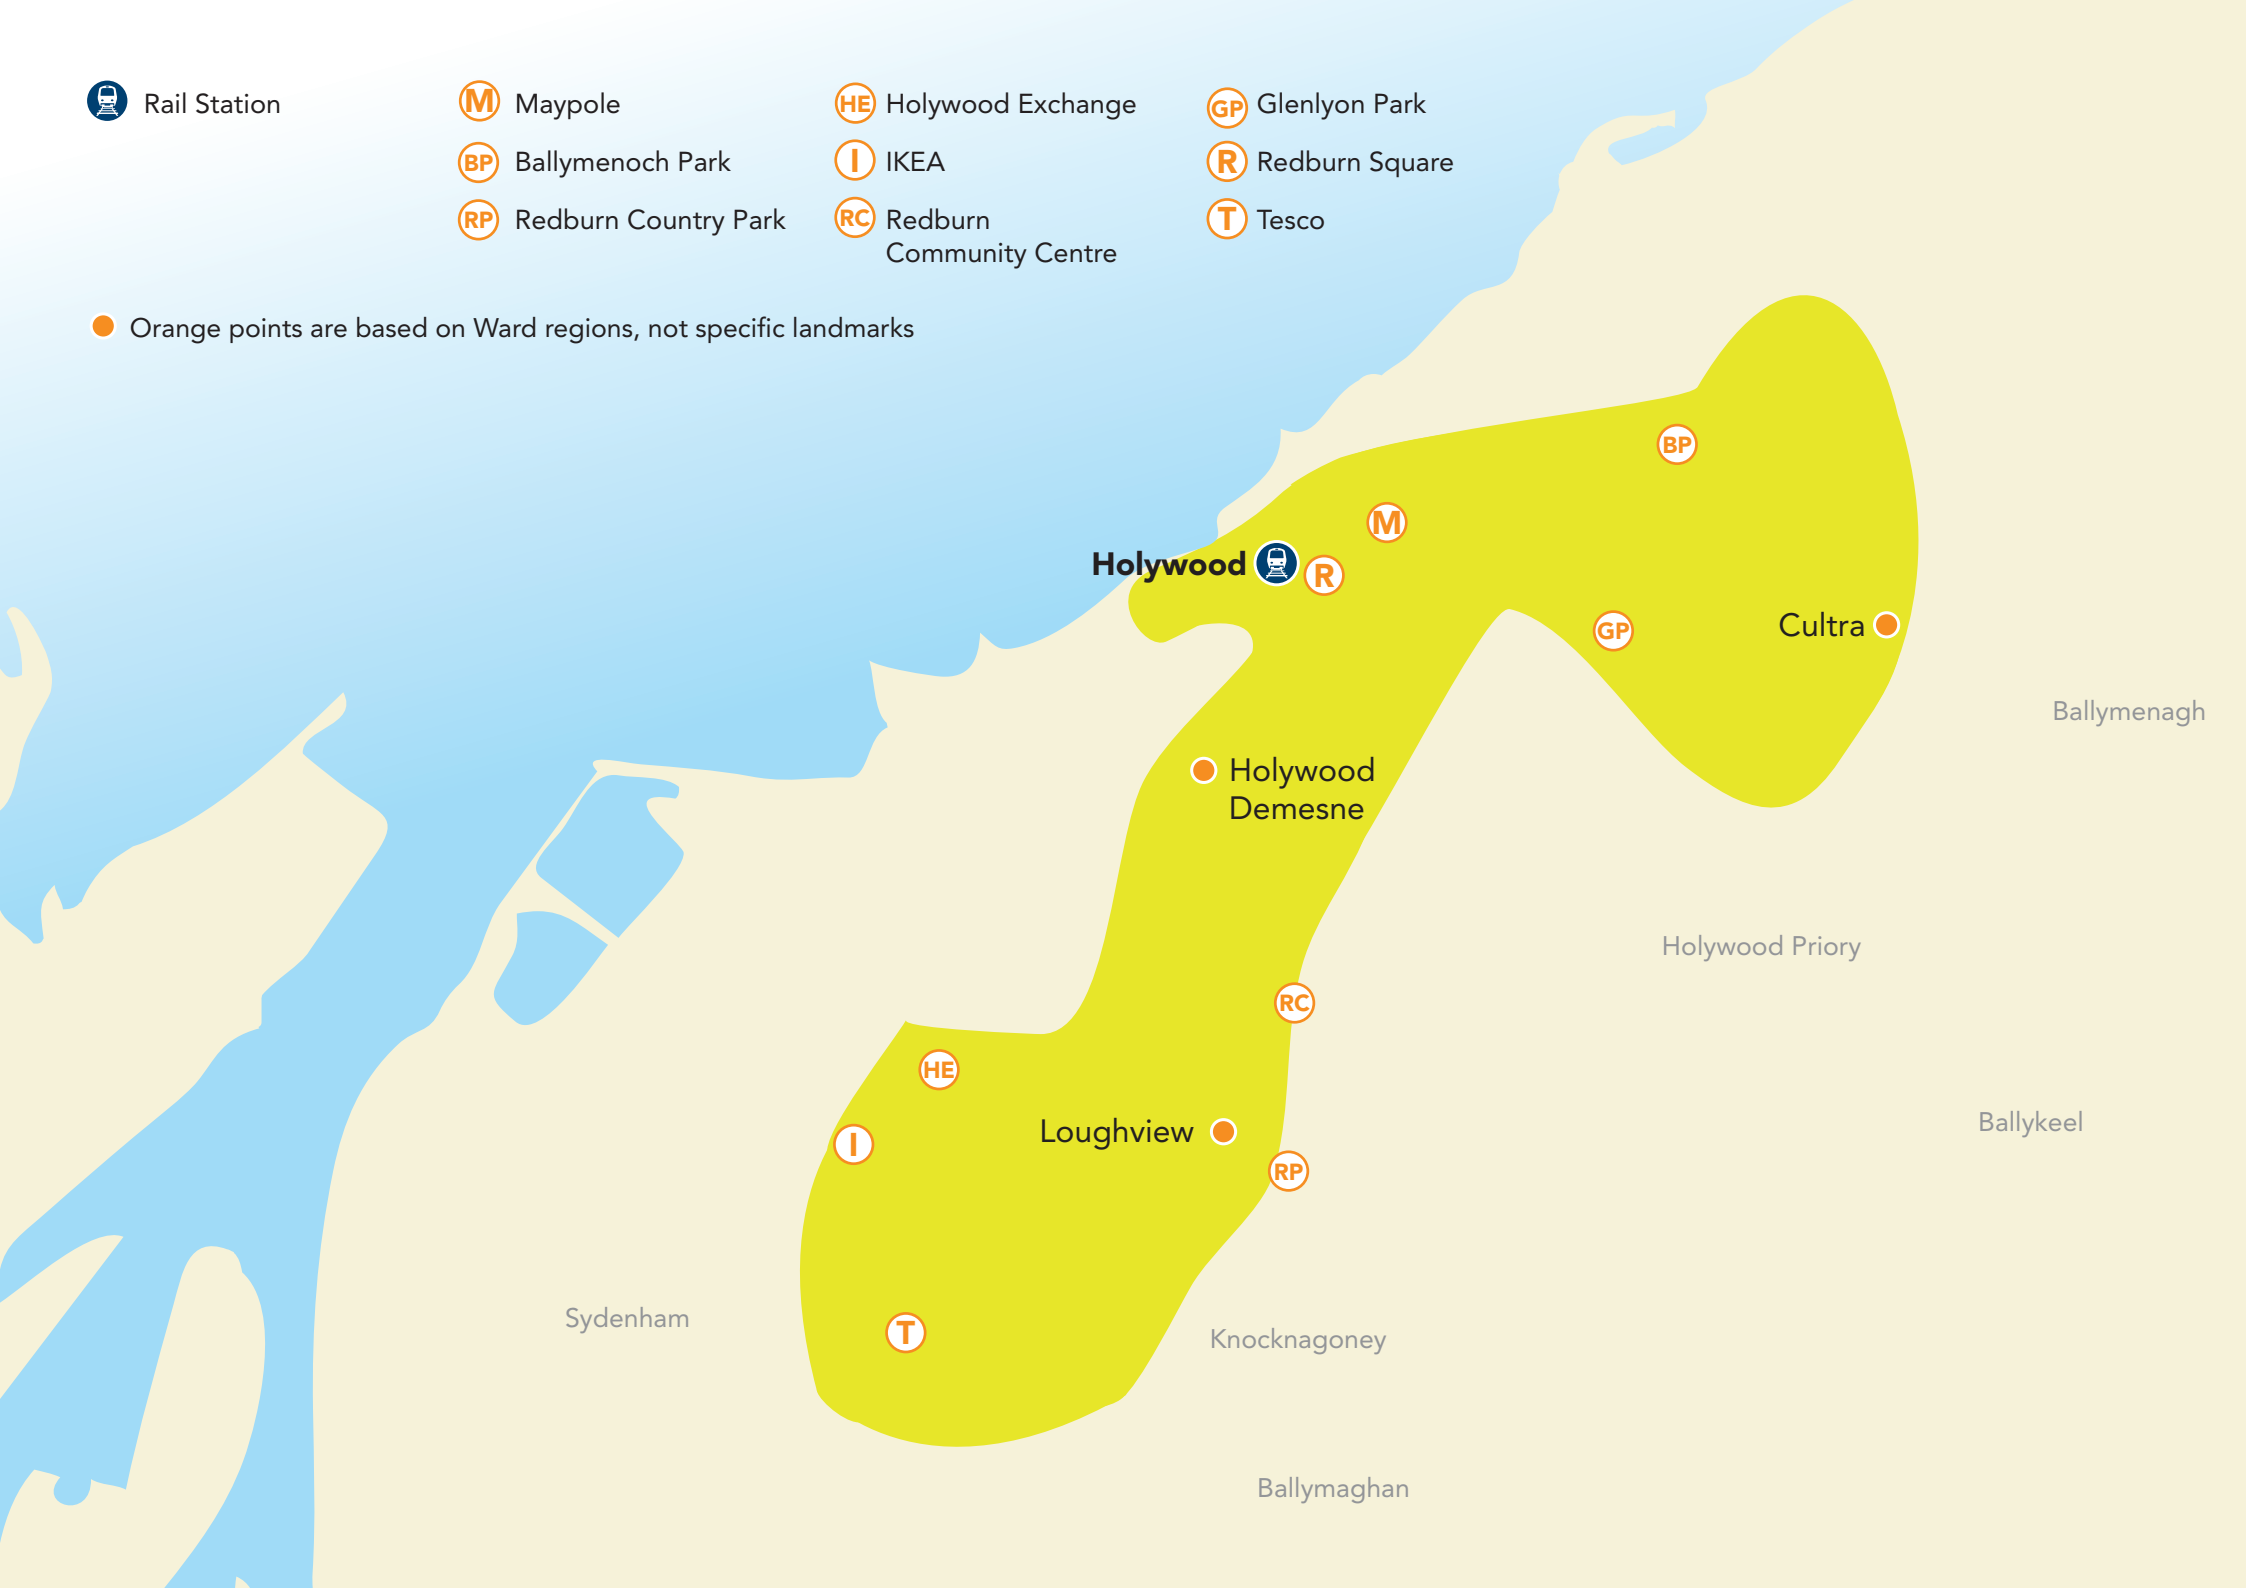 Rail Station
M Maypole
HE Holywood Exchange
GP Glenlyon Park
BP Ballymenoch Park
I IKEA
R Redburn Square
RP Redburn Country Park
RC Redburn
Community Centre
T Tesco
Orange points are based on Ward regions, not specific landmarks
BP
M
Holywood
R
GP
Cultra
Ballymenagh
Holywood
Demesne
Holywood Priory
RC
HE
Loughview
Ballykeel
I
RP
Sydenham
T
Knocknagoney
Ballymaghan